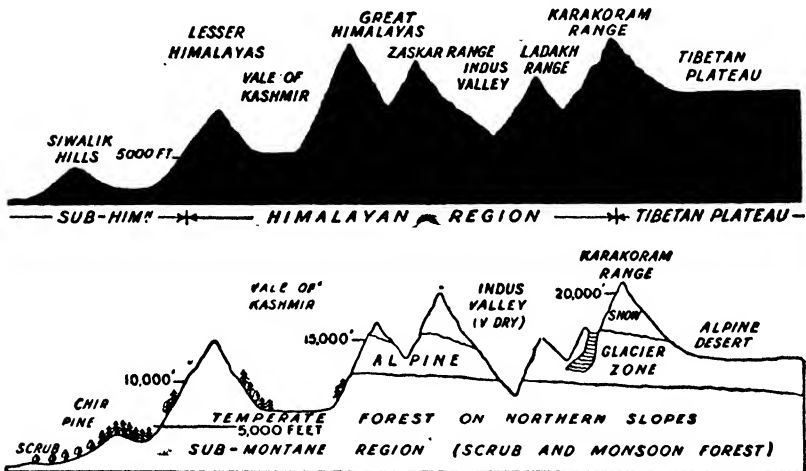 LESSER
HIMALAYAS
VALE OF
KASHMIR
GREAT
HIMALAYAS
ZASKAR RANGE
INDUS
VALLEY
LADAKH
RANGE
KARAKORAM
RANGE
TIBETAN
PLATEAU
SIWALIK
HILLS
5000 FT.
SUB-HIMN
HIMALAYAN REGION
TIBETAN PLATEAU
VALE OF
KASHMIR
INDUS
VALLEY
(V DRY)
KARAKORAM
RANGE
20,000'
SNOW
15,000'
ALPINE
GLACIER
ZONE
ALPINE
DESERT
10,000'
CHIR
PINE
SCRUB
TEMPERATE FOREST ON NORTHERN SLOPES
5,000 FEET
SUB-MONTANE REGION (SCRUB AND MONSOON FOREST)